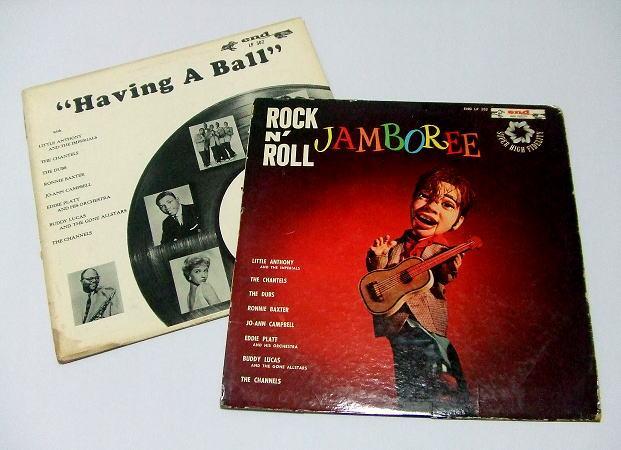 end
LP 302
"Having A Ball"
with
LITTLE ANTHONY
AND THE IMPERIALS
THE CHANTELS
THE DUBS
RONNIE BAXTER
JO-ANN CAMPBELL
EDDIE PLATT
AND HIS ORCHESTRA
BUDDY LUCAS
AND THE GONE ALLSTARS
THE CHANNELS
END LP 302
end
ROCK
N'
ROLL
JAMBOREE
SUPER HIGH FIDELITY
LITTLE ANTHONY
AND THE IMPERIALS
THE CHANTELS
THE DUBS
RONNIE BAXTER
JO-ANN CAMPBELL
EDDIE PLATT
AND HIS ORCHESTRA
BUDDY LUCAS
AND THE GONE ALLSTARS
THE CHANNELS